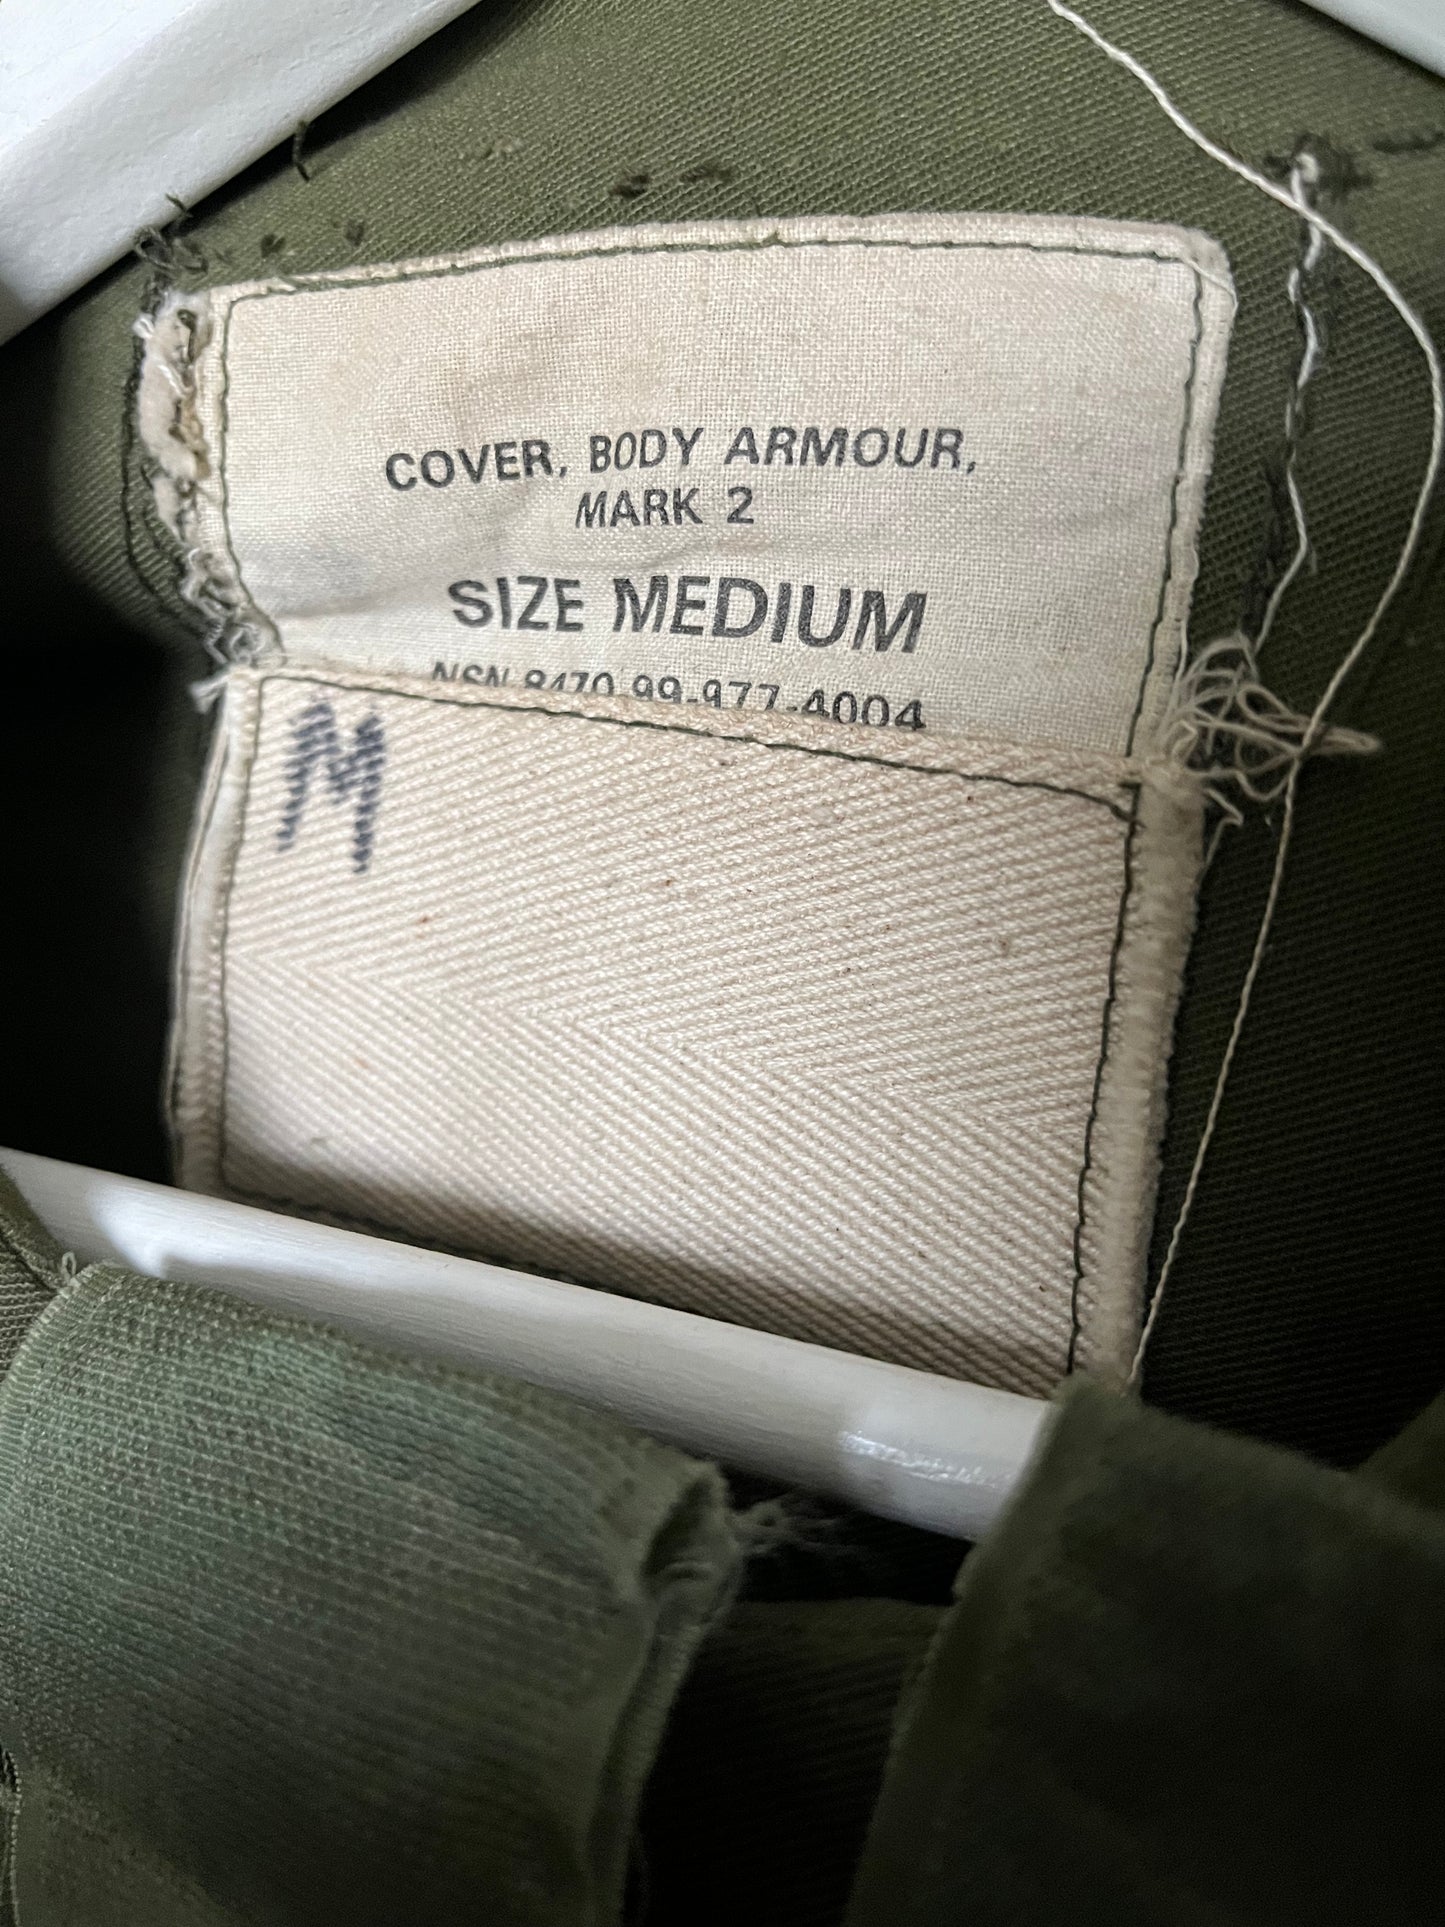 COVER, BODY ARMOUR,
MARK 2
SIZE MEDIUM
NSN 8470-99-977-4004
M